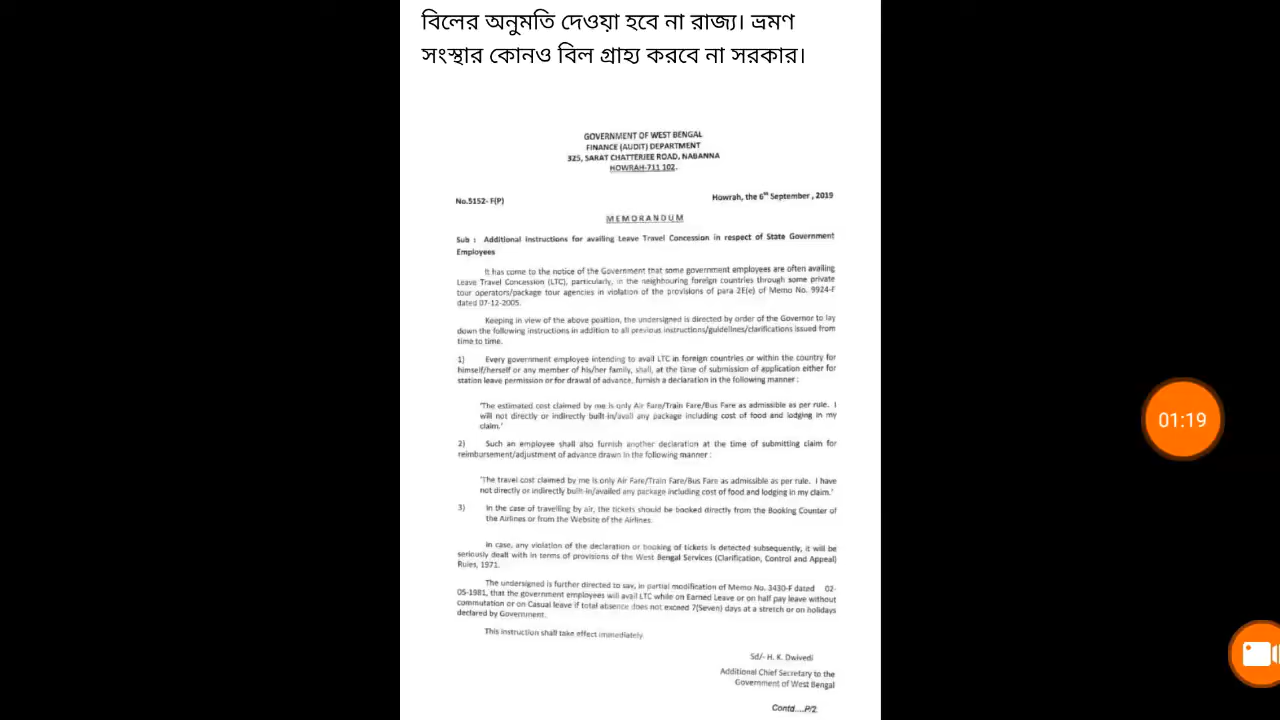 বিলের অনুমতি দেওয়া হবে না রাজ্য। ভ্রমণ
সংস্থার কোনও বিল গ্রাহ্য করবে না সরকার।
GOVERNMENT OF WEST BENGAL
FINANCE (AUDIT) DEPARTMENT
325, SARAT CHATTERJEE ROAD, NABANNA
HOWRAH-711 102.
No.5152- F(P)
Howrah, the 6th September, 2019
MEMORANDUM
Sub : Additional instructions for availing Leave Travel Concession in respect of State Government
Employees
It has come to the notice of the Government that some government employees are often availing
Leave Travel Concession (LTC), particularly, in the neighbouring foreign countries through some private
tour operators/package tour agencies in violation of the provisions of para 2E(e) of Memo No. 9924-F
dated 07-12-2005.
Keeping in view of the above position, the undersigned is directed by order of the Governor to lay
down the following instructions in addition to all previous instructions/guidelines/clarifications issued from
time to time.
1) Every government employee intending to avail LTC in foreign countries or within the country for
himself/herself or any member of his/her family, shall, at the time of submission of application either for
station leave permission or for drawal of advance, furnish a declaration in the following manner :
'The estimated cost claimed by me is only Air Fare/Train Fare/Bus Fare as admissible as per rule. I
will not directly or indirectly built-in/avail any package including cost of food and lodging in my
claim.'
2) Such an employee shall also furnish another declaration at the time of submitting claim for
reimbursement/adjustment of advance drawn in the following manner :
'The travel cost claimed by me is only Air Fare/Train Fare/Bus Fare as admissible as per rule. I have
not directly or indirectly built-in/availed any package including cost of food and lodging in my claim.'
3) In the case of travelling by air, the tickets should be booked directly from the Booking Counter of
the Airlines or from the Website of the Airlines.
In case, any violation of the declaration or booking of tickets is detected subsequently, it will be
seriously dealt with in terms of provisions of the West Bengal Services (Clarification, Control and Appeal)
Rules, 1971.
The undersigned is further directed to say, in partial modification of Memo No. 3430-F dated 02-
05-1981, that the government employees will avail LTC while on Earned Leave or on half pay leave without
commutation or on Casual leave if total absence does not exceed 7(Seven) days at a stretch or on holidays
declared by Government.
This instruction shall take effect immediately.
Sd/- H. K. Dwivedi
Additional Chief Secretary to the
Government of West Bengal
Contd....P/2
01:19